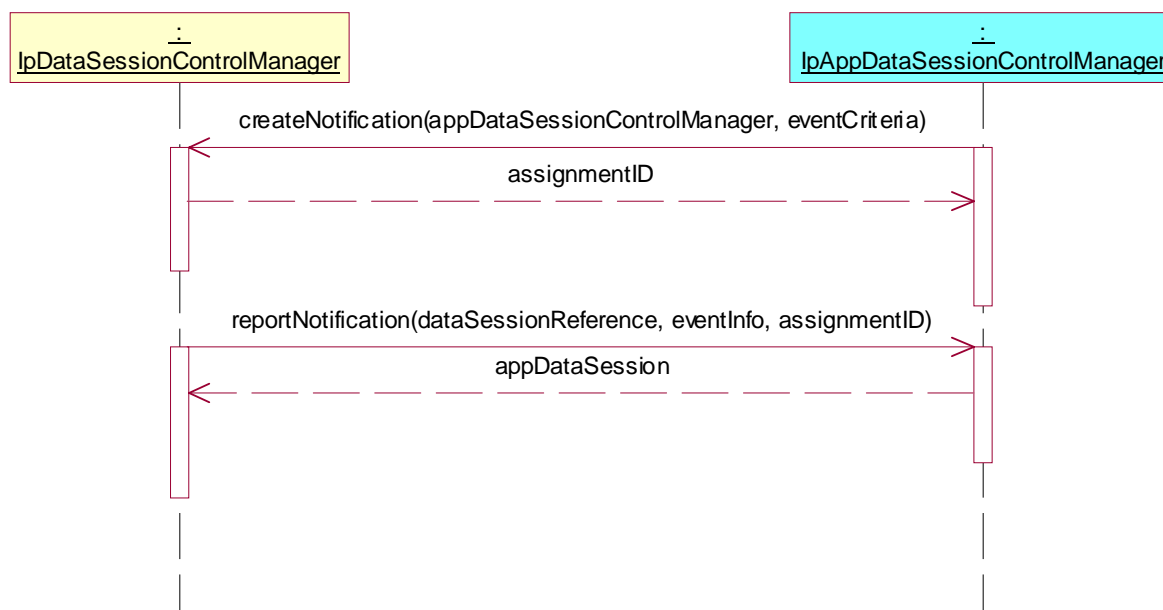 :
IpDataSessionControlManager
:
IpAppDataSessionControlManager
createNotification(appDataSessionControlManager, eventCriteria)
assignmentID
reportNotification(dataSessionReference, eventInfo, assignmentID)
appDataSession